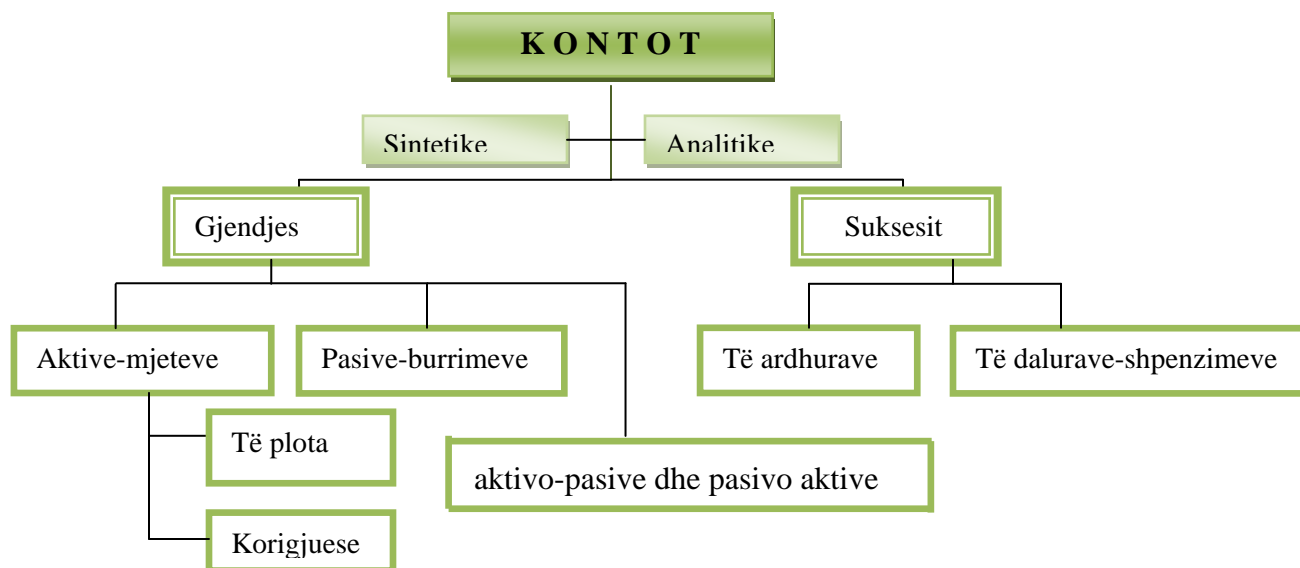 K O N T O T
Sintetike
Analitike
Gjendjes
Suksesit
Aktive-mjeteve
Pasive-burrimeve
Të ardhurave
Të dalurave-shpenzimeve
Të plota
aktivo-pasive dhe pasivo aktive
Korigjuese